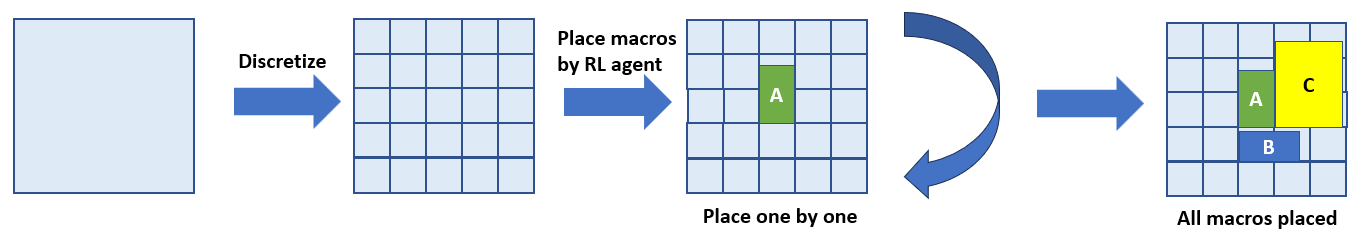 Discretize
Place macros
by RL agent
A
Place one by one
C
A
B
All macros placed